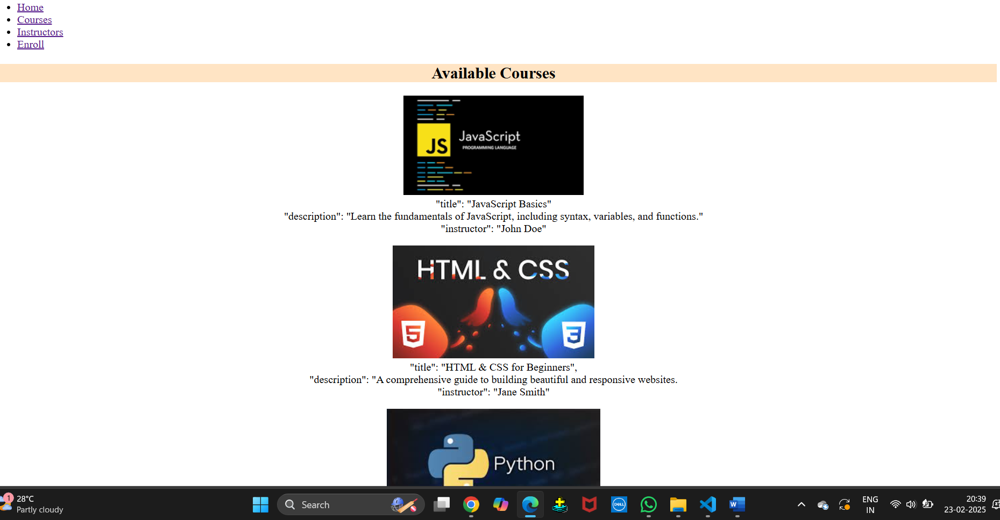 Home
Courses
Instructors
Enroll
Available Courses
JS
JavaScript
PROGRAMMING LANGUAGE
"title": "JavaScript Basics"
"description": "Learn the fundamentals of JavaScript, including syntax, variables, and functions."
"instructor": "John Doe"
HTML & CSS
5
3
"title": "HTML & CSS for Beginners",
"description": "A comprehensive guide to building beautiful and responsive websites.
"instructor": "Jane Smith"
Python
1
28°C
Partly cloudy
Search
DELL
W
ENG
IN
20:39
23-02-2025